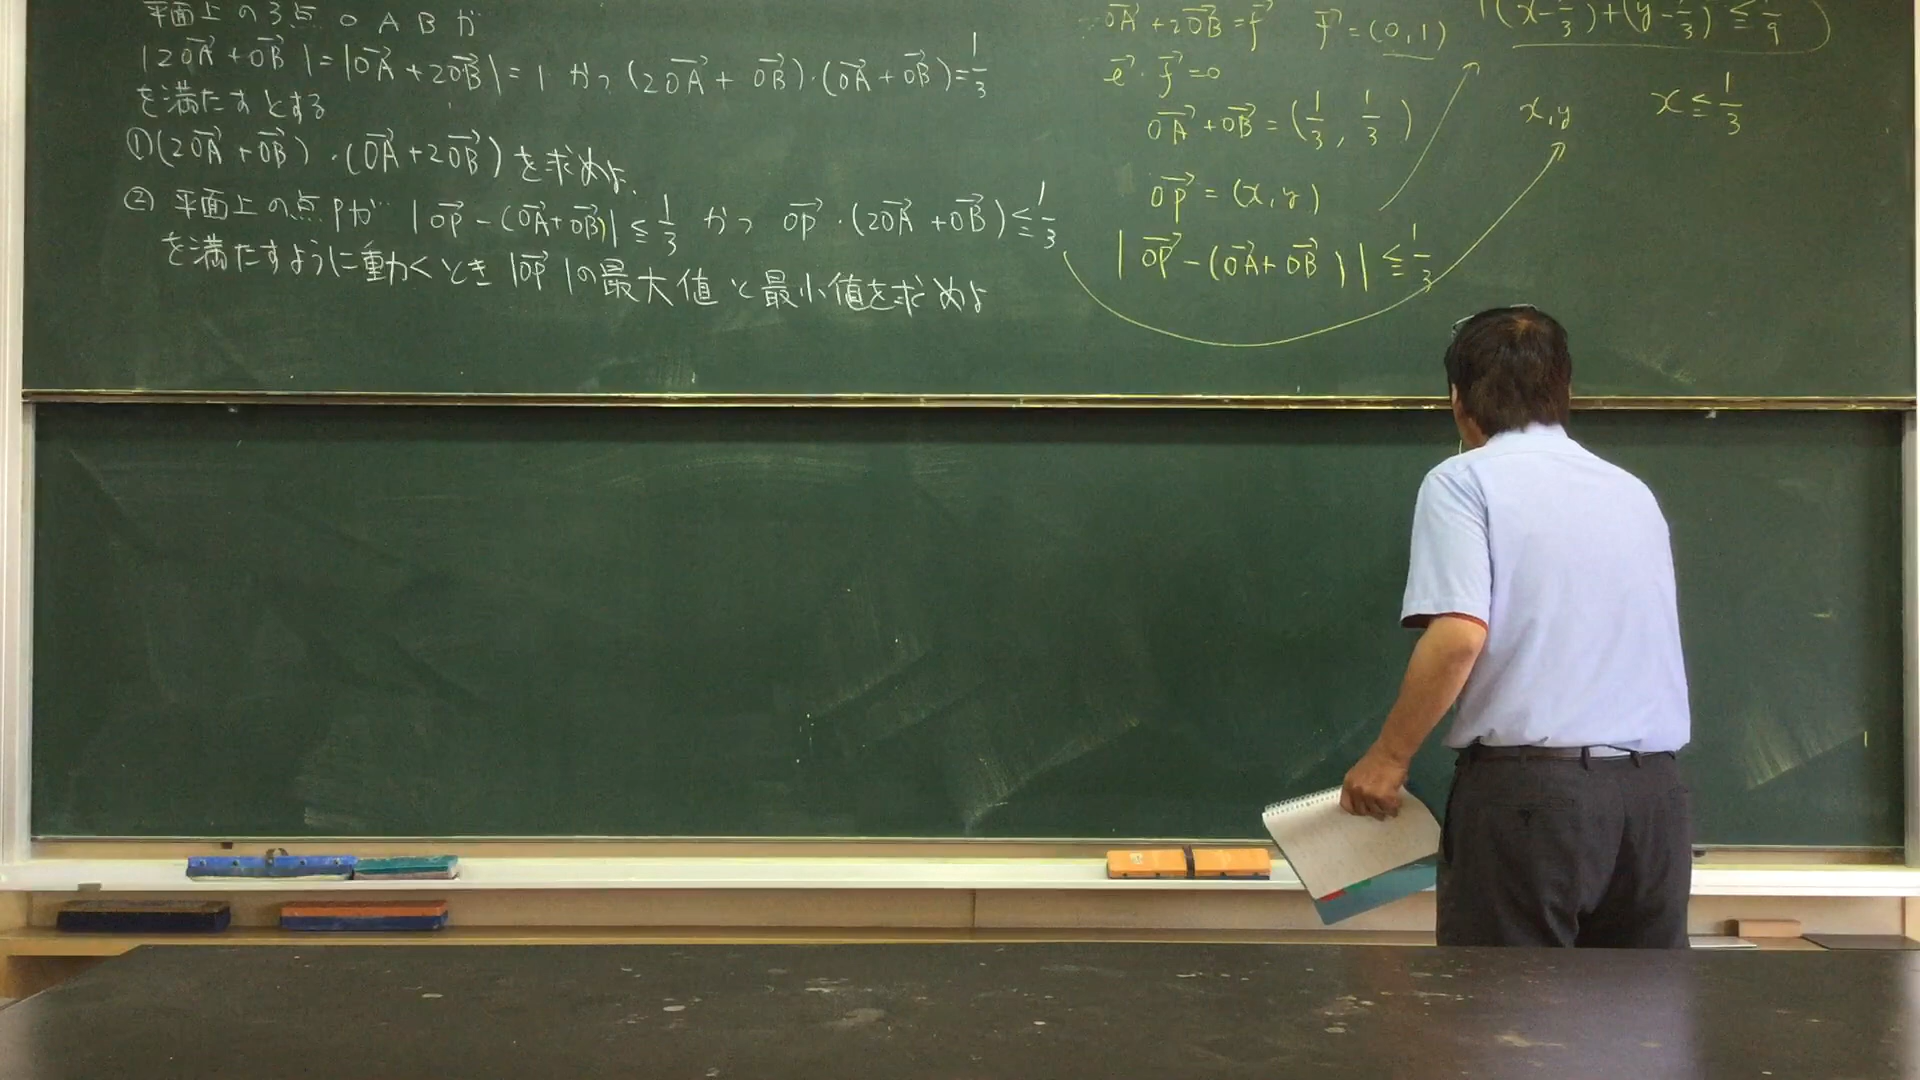 平面上の3点 O A B が
|2OA→+OB→|=|OA→+2OB→|=1 かつ (2OA→+OB→)·(OA→+OB→)=1/3
を満たすとする
①(2OA→+OB→)·(OA→+2OB→)を求めよ.
② 平面上の点Pが |OP→-(OA→+OB→)|≦1/3 かつ OP→·(2OA→+OB→)≦1/3
を満たすように動くとき |OP→|の最大値と最小値を求めよ
OA→+2OB→=f→ f→=(0,1)
e→·f→=0
OA→+OB→=(1/3, 1/3)
OP→=(x,y)
|OP→-(OA→+OB→)|≦1/3
(x-1/3)+(y-1/3)²≦1/9
x,y x≦1/3